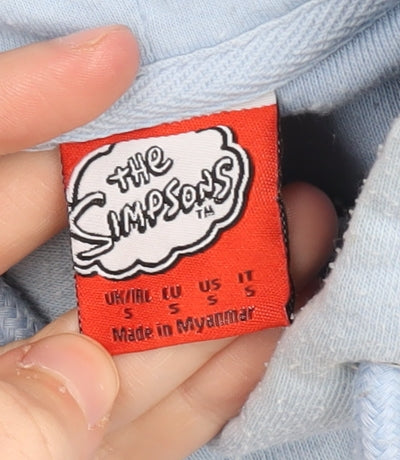 THE
SIMPSONS
TM
UK/IRL EU US IT
S S S S
Made in Myanmar